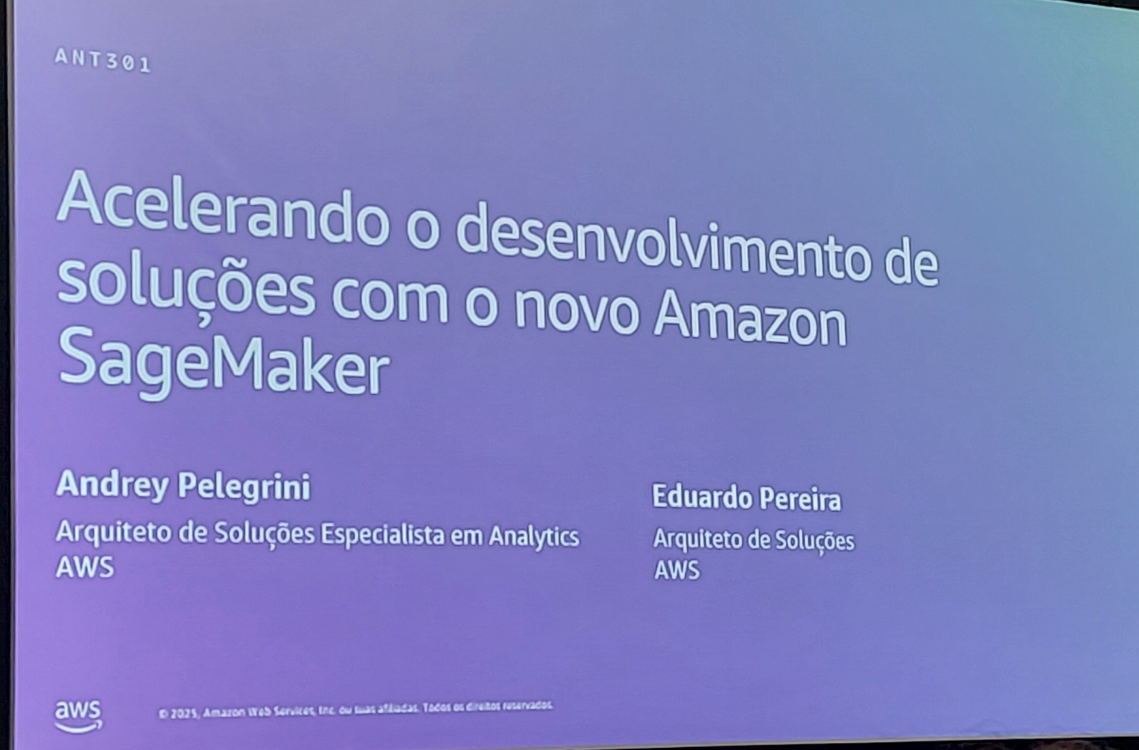 ANT301
Acelerando o desenvolvimento de
soluções com o novo Amazon
SageMaker
Andrey Pelegrini
Arquiteto de Soluções Especialista em Analytics
AWS
Eduardo Pereira
Arquiteto de Soluções
AWS
aws
© 2025, Amazon Web Services, Inc. ou suas afiliadas. Todos os direitos reservados.